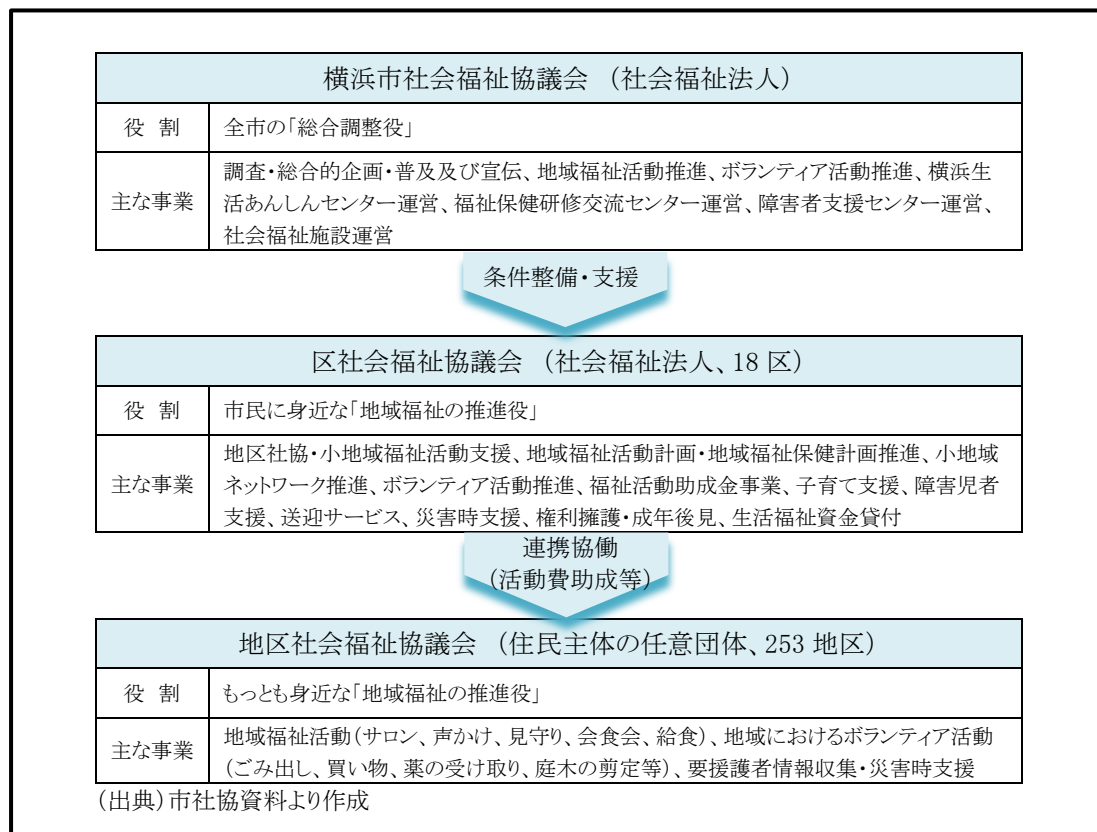 横浜市社会福祉協議会 (社会福祉法人)
役 割
全市の「総合調整役」
主な事業
調査・総合的企画・普及及び宣伝、地域福祉活動推進、ボランティア活動推進、横浜生
活あんしんセンター運営、福祉保健研修交流センター運営、障害者支援センター運営、
社会福祉施設運営
条件整備・支援
区社会福祉協議会 (社会福祉法人、18 区)
役 割
市民に身近な「地域福祉の推進役」
主な事業
地区社協・小地域福祉活動支援、地域福祉活動計画・地域福祉保健計画推進、小地域
ネットワーク推進、ボランティア活動推進、福祉活動助成金事業、子育て支援、障害児者
支援、送迎サービス、災害時支援、権利擁護・成年後見、生活福祉資金貸付
連携協働
(活動費助成等)
地区社会福祉協議会 (住民主体の任意団体、253 地区)
役 割
もっとも身近な「地域福祉の推進役」
主な事業
地域福祉活動(サロン、声かけ、見守り、会食会、給食)、地域におけるボランティア活動
(ごみ出し、買い物、薬の受け取り、庭木の剪定等)、要援護者情報収集・災害時支援
(出典)市社協資料より作成